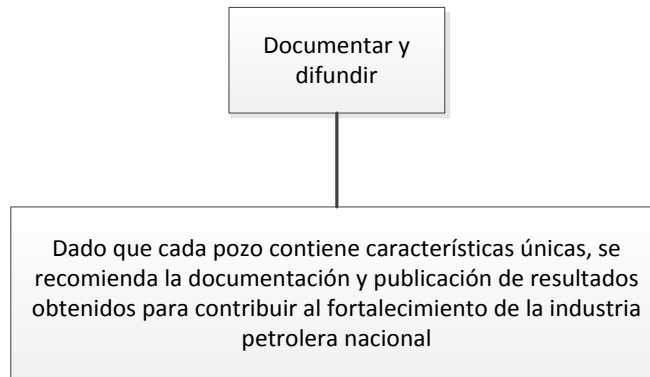 Documentar y
difundir
Dado que cada pozo contiene características únicas, se
recomienda la documentación y publicación de resultados
obtenidos para contribuir al fortalecimiento de la industria
petrolera nacional